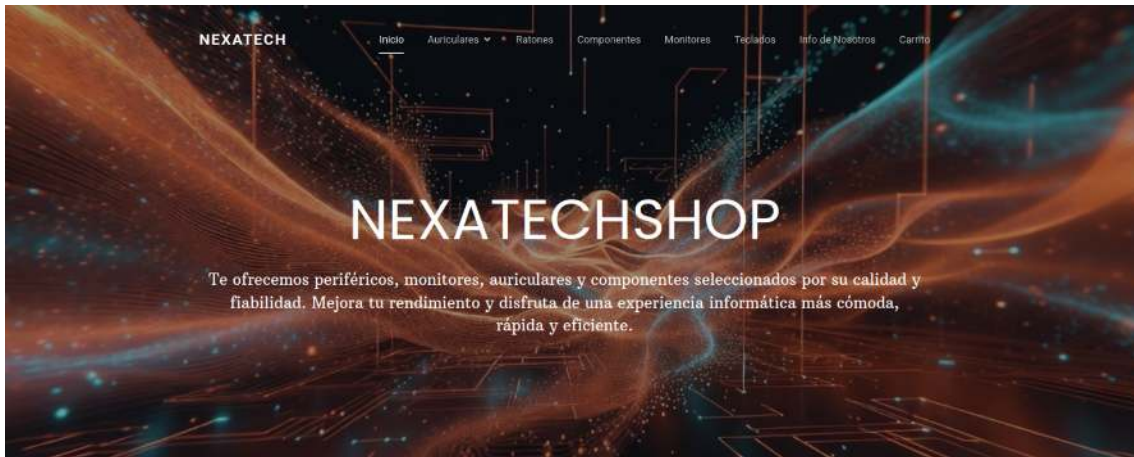 NEXATECH Inicio Auriculares Ratones Componentes Monitores Teclados Info de Nosotros Carrito
NEXATECHSHOP
Te ofrecemos periféricos, monitores, auriculares y componentes seleccionados por su calidad y
fiabilidad. Mejora tu rendimiento y disfruta de una experiencia informática más cómoda,
rápida y eficiente.